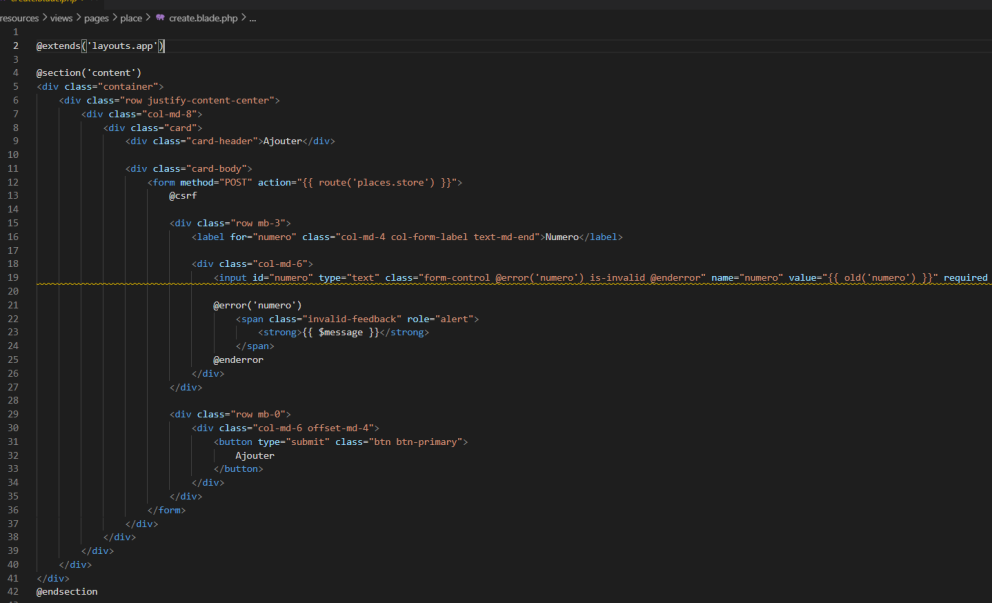 create.blade.php
resources > views > pages > place > create.blade.php > ...
1
2 @extends('layouts.app')
3
4 @section('content')
5 <div class="container">
6 <div class="row justify-content-center">
7 <div class="col-md-8">
8 <div class="card">
9 <div class="card-header">Ajouter</div>
10
11 <div class="card-body">
12 <form method="POST" action="{{ route('places.store') }}">
13 @csrf
14
15 <div class="row mb-3">
16 <label for="numero" class="col-md-4 col-form-label text-md-end">Numero</label>
17
18 <div class="col-md-6">
19 <input id="numero" type="text" class="form-control @error('numero') is-invalid @enderror" name="numero" value="{{ old('numero') }}" required
20
21 @error('numero')
22 <span class="invalid-feedback" role="alert">
23 <strong>{{ $message }}</strong>
24 </span>
25 @enderror
26 </div>
27 </div>
28
29 <div class="row mb-0">
30 <div class="col-md-6 offset-md-4">
31 <button type="submit" class="btn btn-primary">
32 Ajouter
33 </button>
34 </div>
35 </div>
36 </form>
37 </div>
38 </div>
39 </div>
40 </div>
41 </div>
42 @endsection